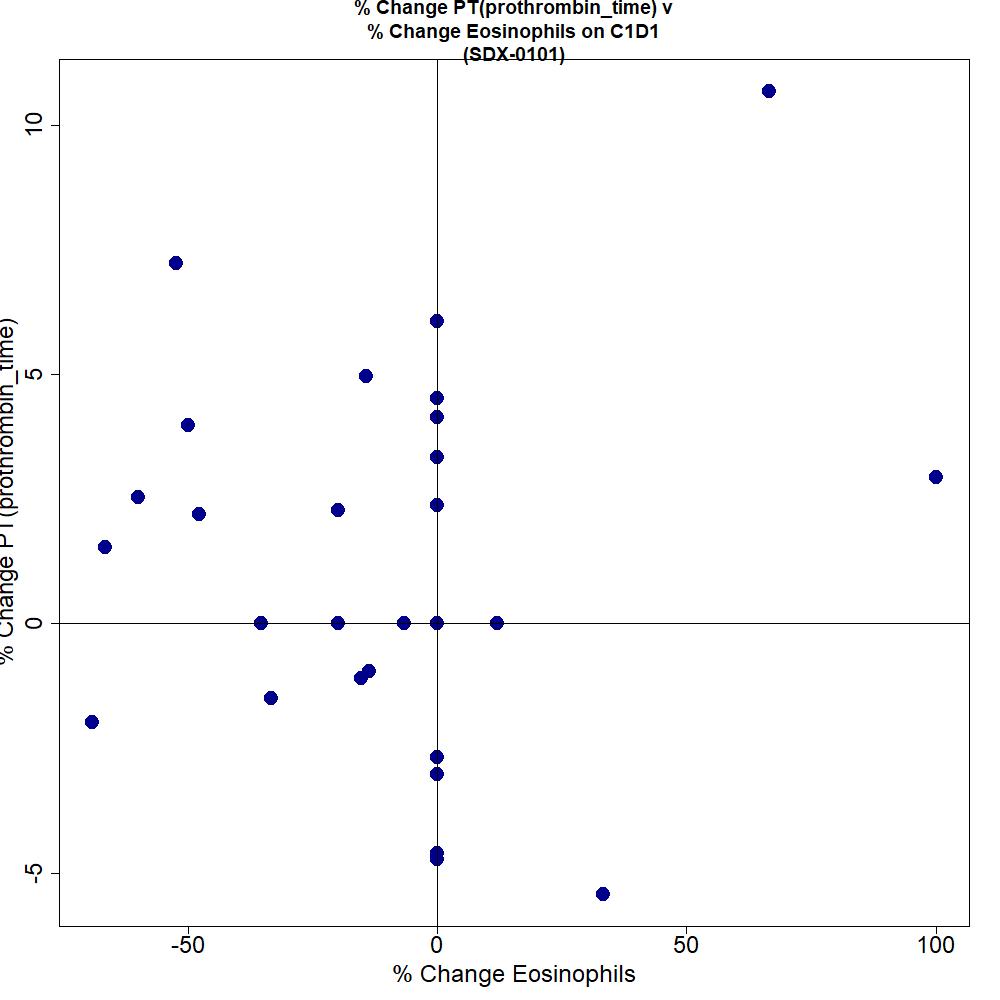 % Change PT(prothrombin_time) v
% Change Eosinophils on C1D1
(SDX-0101)
% Change PT(prothrombin_time)
10
5
0
-5
-50
0
50
100
% Change Eosinophils